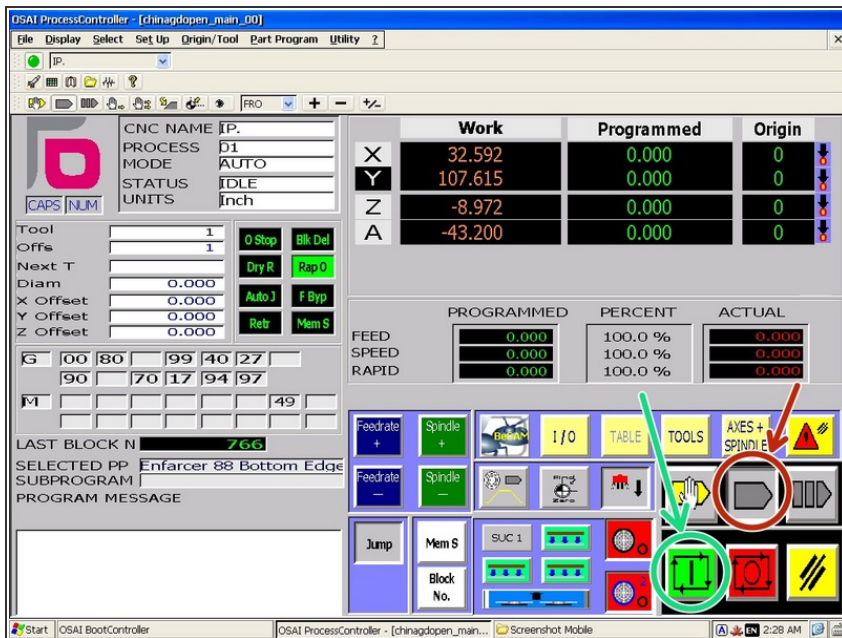 OSAI ProcessController - [chinagdopen_main_00]
File Display Select Set Up Origin/Tool Part Program Utility ?
IP.
FRO
CNC NAME IP.
PROCESS 01
MODE AUTO
STATUS IDLE
UNITS Inch
CAPS NUM
Work Programmed Origin
X 32.592 0.000 0
Y 107.615 0.000 0
Z -8.972 0.000 0
A -43.200 0.000 0
Tool 1
Offs 1
Next T
Diam 0.000
X Offset 0.000
Y Offset 0.000
Z Offset 0.000
O Stop Blk Del
Dry R Rap O
Auto J F Byp
Retr Mem S
PROGRAMMED PERCENT ACTUAL
FEED 0.000 100.0 % 0.000
SPEED 0.000 100.0 % 0.000
RAPID 0.000 100.0 % 0.000
G 00 80 99 40 27
90 70 17 94 97
M 49
LAST BLOCK N 766
SELECTED PP Enfarcer 88 Bottom Edge
SUBPROGRAM
PROGRAM MESSAGE
Feedrate +
Spindle +
I/O
TABLE
TOOLS
AXES + SPINDLE
Feedrate -
Spindle -
Find Zero
Jump
Mem S
SUC 1
Block No.
2
Start OSAI BootController OSAI ProcessController - [chinagdopen_main... Screenshot Mobile A EN 2:28 AM